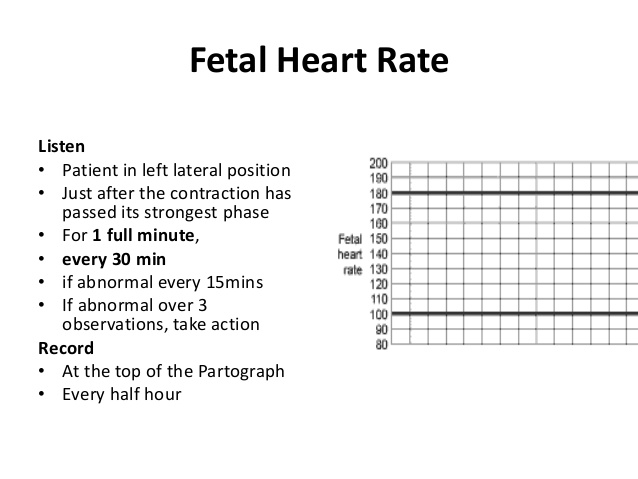 Fetal Heart Rate
Listen
• Patient in left lateral position
• Just after the contraction has
passed its strongest phase
• For 1 full minute,
• every 30 min
• if abnormal every 15mins
• If abnormal over 3
observations, take action
Record
• At the top of the Partograph
• Every half hour
Fetal
heart
rate
200
190
180
170
160
150
140
130
120
110
100
90
80